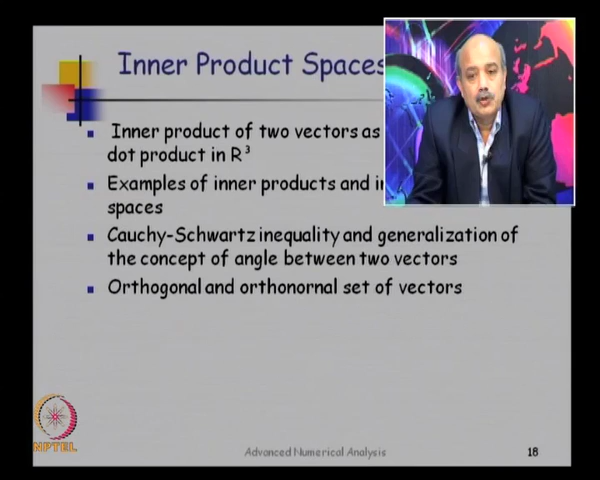 Inner Product Spaces
Inner product of two vectors as
dot product in R³
Examples of inner products and i
spaces
Cauchy-Schwartz inequality and generalization of
the concept of angle between two vectors
Orthogonal and orthonornal set of vectors
NPTEL
Advanced Numerical Analysis
18